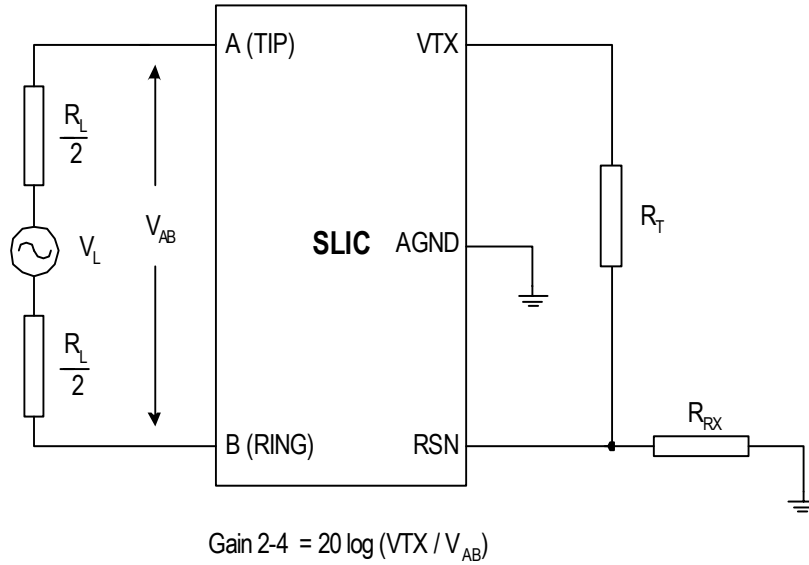 A (TIP)
VTX
R_L
2
R_T
V_L
V_AB
SLIC
AGND
R_L
2
R_RX
B (RING)
RSN
Gain 2-4 = 20 log (VTX / V_AB)